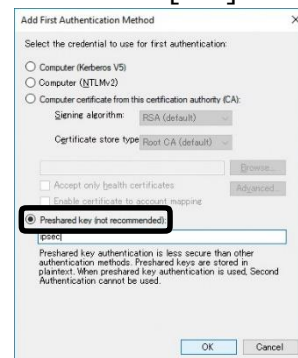 Add First Authentication Method
Select the credential to use for first authentication:
Computer (Kerberos V5)
Computer (NTLMv2)
Computer certificate from this certification authority (CA):
Signing algorithm:
RSA (default)
Certificate store type
Root CA (default)
Browse...
Accept only health certificates
Advanced...
Enable certificate to account mapping
Preshared key (not recommended):
ipsec
Preshared key authentication is less secure than other
authentication methods. Preshared keys are stored in
plaintext. When preshared key authentication is used, Second
Authentication cannot be used.
OK
Cancel